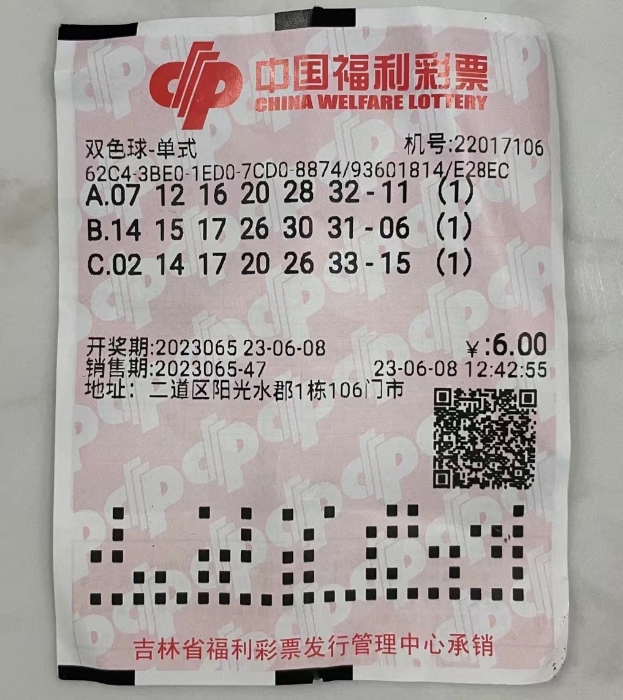 中国福利彩票
CHINA WELFARE LOTTERY
双色球-单式 机号:22017106
62C4-3BE0-1ED0-7CD0-8874/93601814/E28EC
A.07 12 16 20 28 32-11 (1)
B.14 15 17 26 30 31-06 (1)
C.02 14 17 20 26 33-15 (1)
开奖期:2023065 23-06-08 ¥:6.00
销售期:2023065-47 23-06-08 12:42:55
地址: 二道区阳光水郡1栋106门市
吉林省福利彩票发行管理中心承销